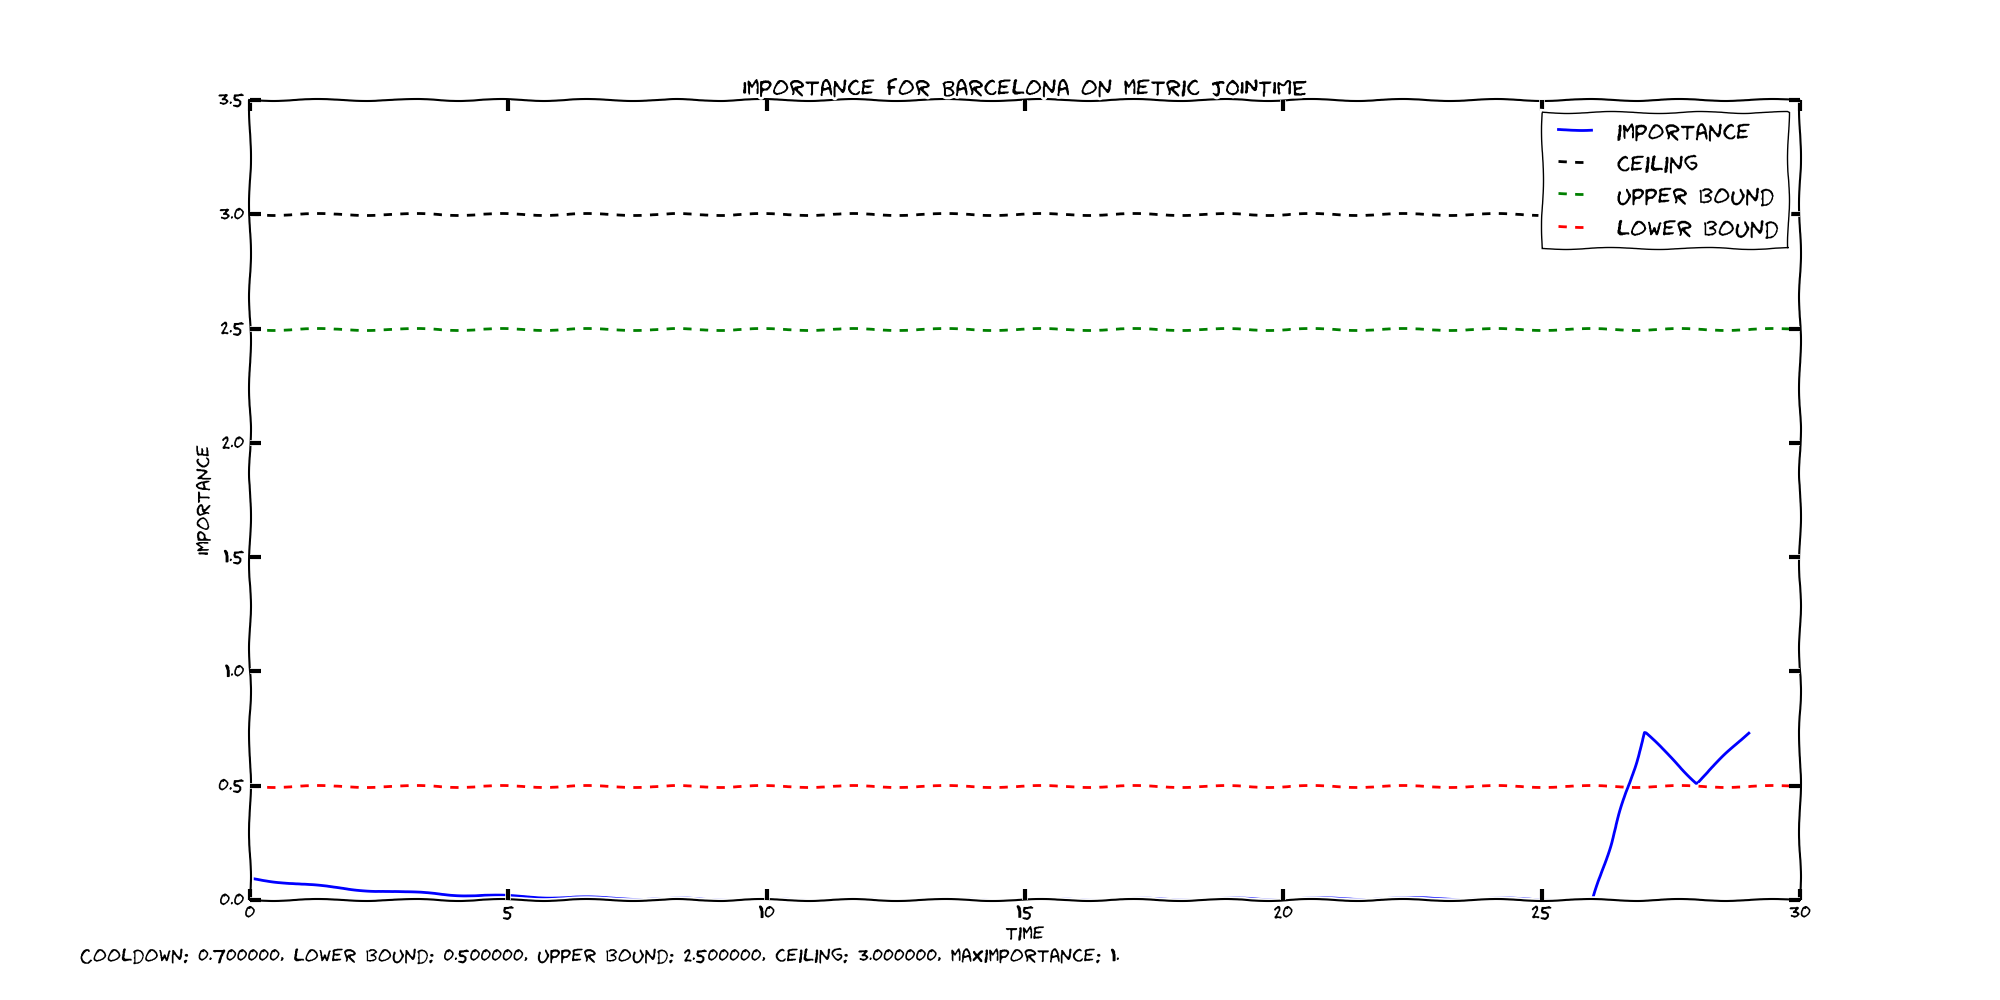 IMPORTANCE FOR BARCELONA ON METRIC JOINTIME
3.5
3.0
2.5
2.0
1.5
1.0
0.5
0.0
IMPORTANCE
IMPORTANCE
CEILING
UPPER BOUND
LOWER BOUND
0 5 10 15 20 25 30
TIME
COOLDOWN: 0.700000, LOWER BOUND: 0.500000, UPPER BOUND: 2.500000, CEILING: 3.000000, MAXIMPORTANCE: 1.